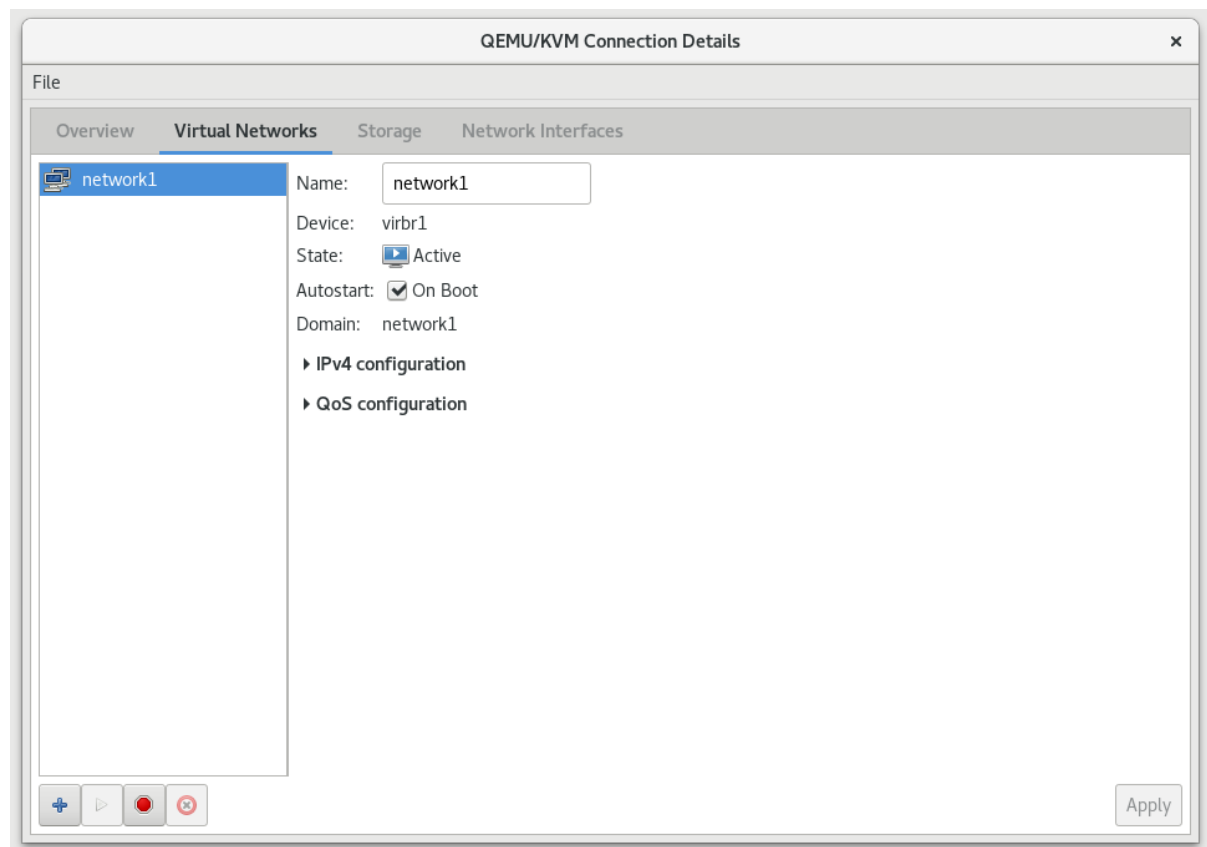 QEMU/KVM Connection Details
File
Overview Virtual Networks Storage Network Interfaces
network1
Name: network1
Device: virbr1
State: Active
Autostart: On Boot
Domain: network1
IPv4 configuration
QoS configuration
Apply